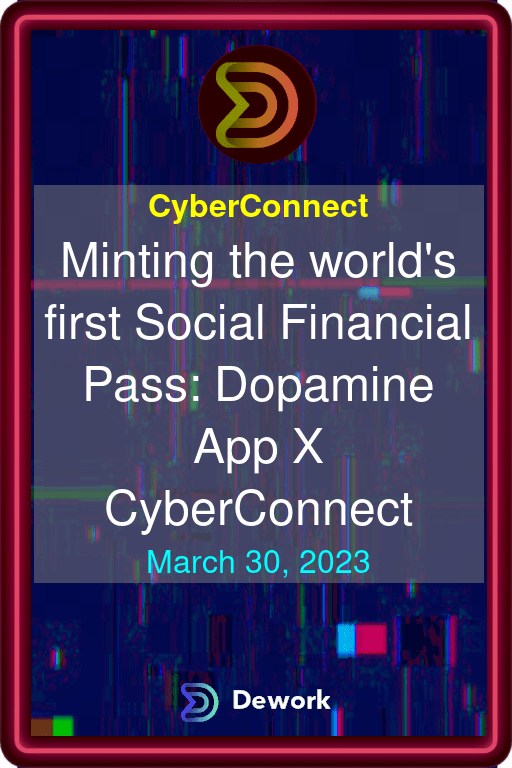 CyberConnect
Minting the world's
first Social Financial
Pass: Dopamine
App X
CyberConnect
March 30, 2023
Dework